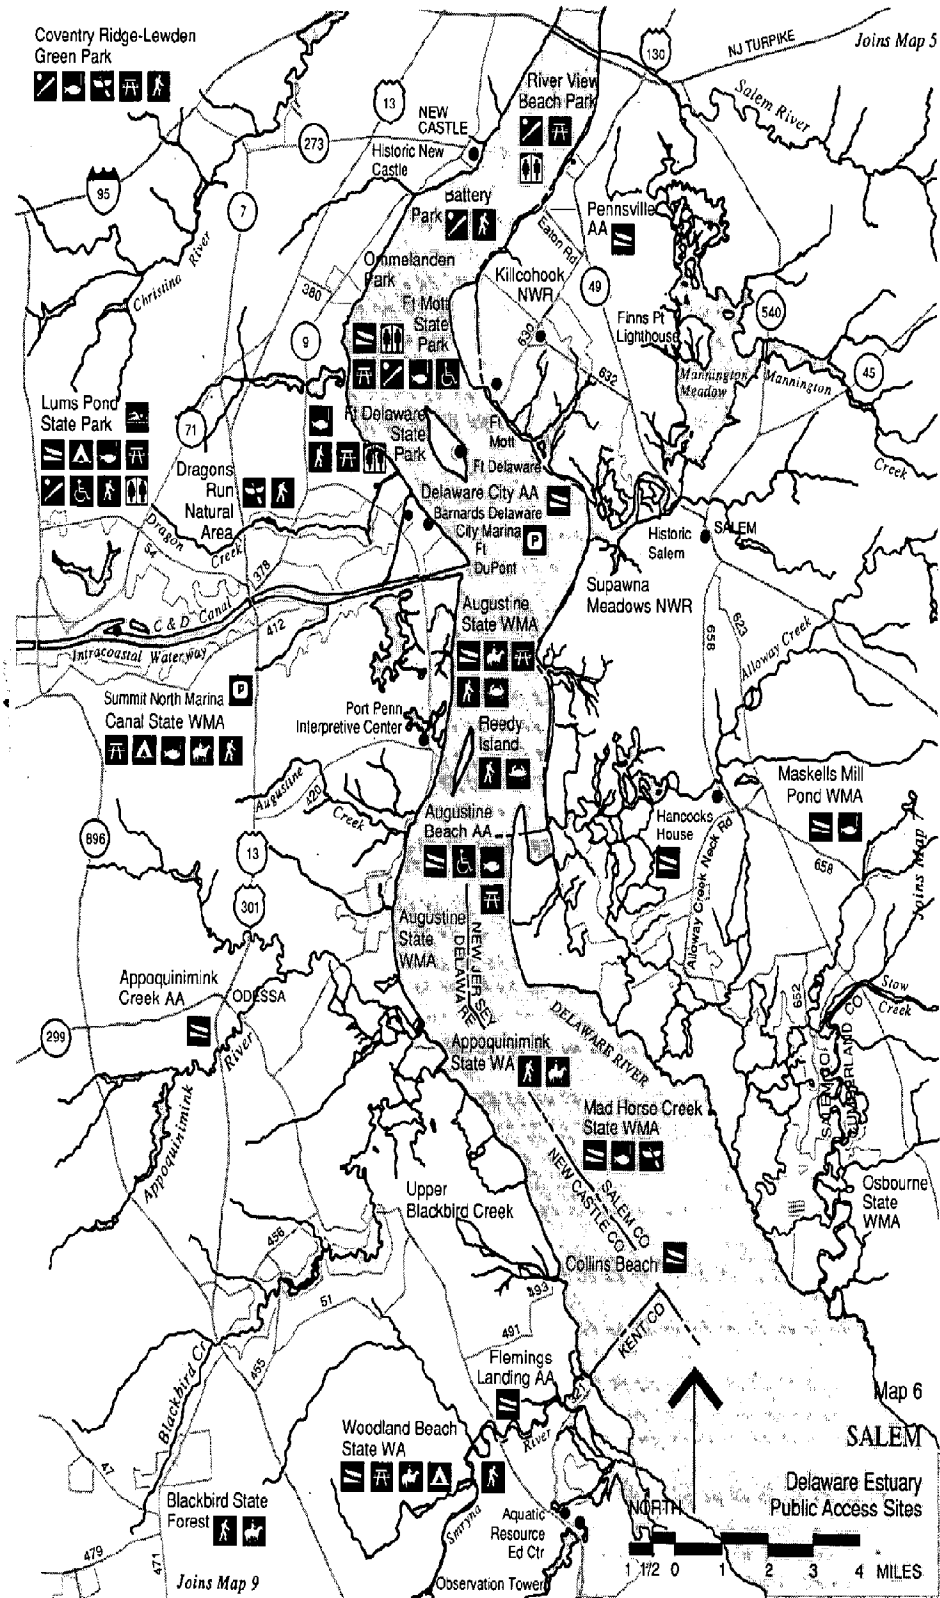 Coventry Ridge-Lewden
Green Park
130
NJ TURPIKE
Joins Map 5
River View
Beach Park
Salem River
13
NEW
CASTLE
273
Historic New
Castle
95
7
Battery
Park
Pennsville
AA
Eaton Rd
Christina River
Ommelanden
Park
Killcohook
NWR
49
380
Ft Mott
State
Park
540
Finns Pt
Lighthouse
630
9
632
Mannington
Meadow
Mannington
Creek
45
Lums Pond
State Park
71
Ft Delaware
State
Park
Ft
Mott
Ft Delaware
Dragons
Run
Natural
Area
Delaware City AA
Barnards Delaware
City Marina
P
Ft
DuPont
Historic
Salem
SALEM
Dragon
Creek
54
378
Supawna
Meadows NWR
C & D Canal
412
Augustine
State WMA
658
623
Alloway Creek
Intracoastal Waterway
Summit North Marina
P
Canal State WMA
Port Penn
Interpretive Center
Reedy
Island
Augustine
Creek
420
Maskells Mill
Pond WMA
896
13
Augustine
Beach AA
Hancocks
House
Alloway Creek Neck Rd
658
Joins Map
301
Augustine
State
WMA
NEW JERSEY
DELAWARE
Appoquinimink
Creek AA
ODESSA
652
Stow
Creek
299
River
Appoquinimink
DELAWARE RIVER
Appoquinimink
State WA
SALEM CO
CUMBERLAND CO
Mad Horse Creek
State WMA
NEW CASTLE CO
SALEM CO
Osbourne
State
WMA
Upper
Blackbird Creek
456
Collins Beach
51
393
491
KENT CO
455
Blackbird Cr
Flemings
Landing AA
Map 6
SALEM
Woodland Beach
State WA
River
47
Delaware Estuary
Public Access Sites
Blackbird State
Forest
Smryna
Aquatic
Resource
Ed Ctr
NORTH
479
471
Joins Map 9
Observation Tower
1 1/2 0 1 2 3 4 MILES